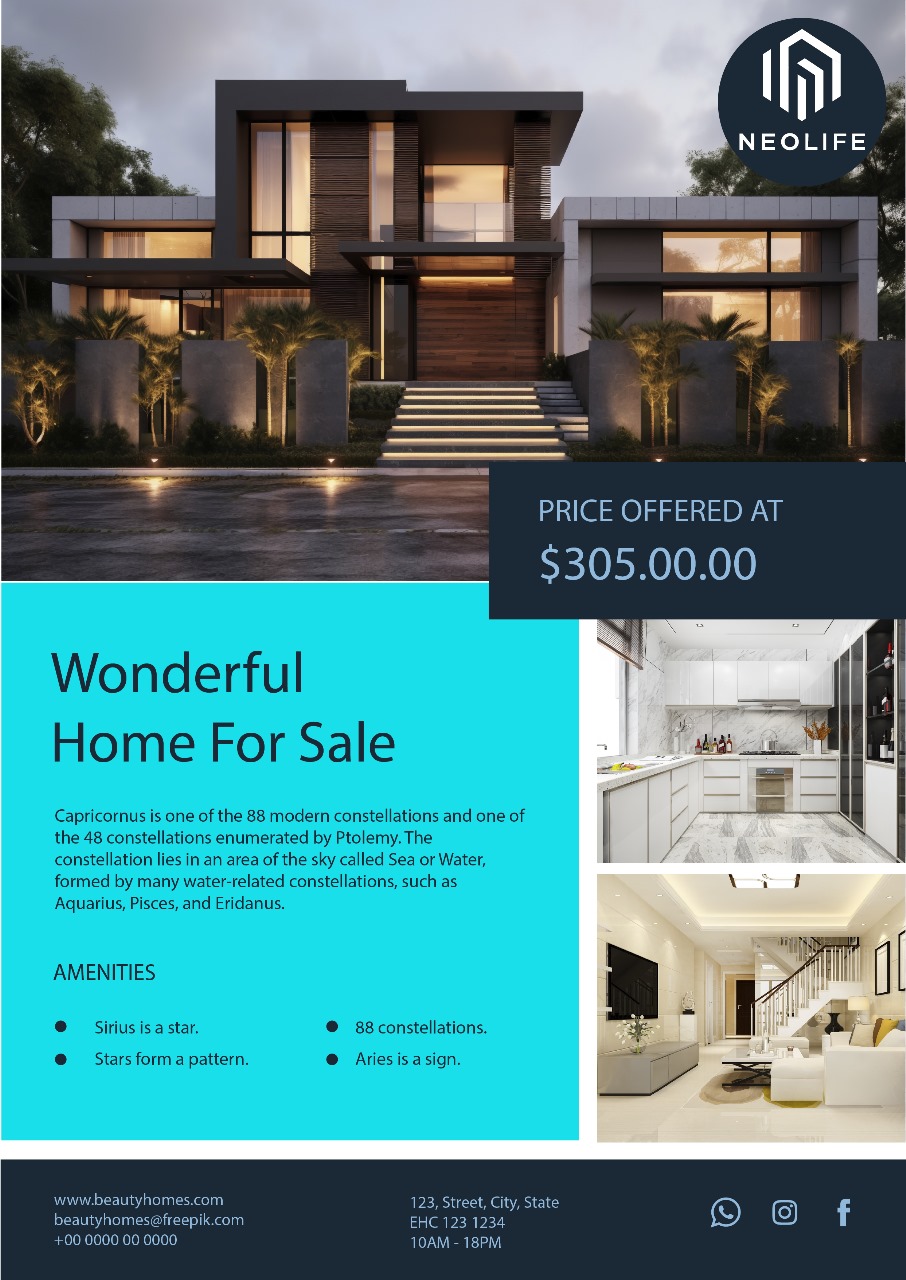 NEOLIFE
PRICE OFFERED AT
$305.00.00
Wonderful
Home For Sale
Capricornus is one of the 88 modern constellations and one of
the 48 constellations enumerated by Ptolemy. The
constellation lies in an area of the sky called Sea or Water,
formed by many water-related constellations, such as
Aquarius, Pisces, and Eridanus.
AMENITIES
Sirius is a star.
Stars form a pattern.
88 constellations.
Aries is a sign.
www.beautyhomes.com
beautyhomes@freepik.com
+00 0000 00 0000
123, Street, City, State
EHC 123 1234
10AM - 18PM